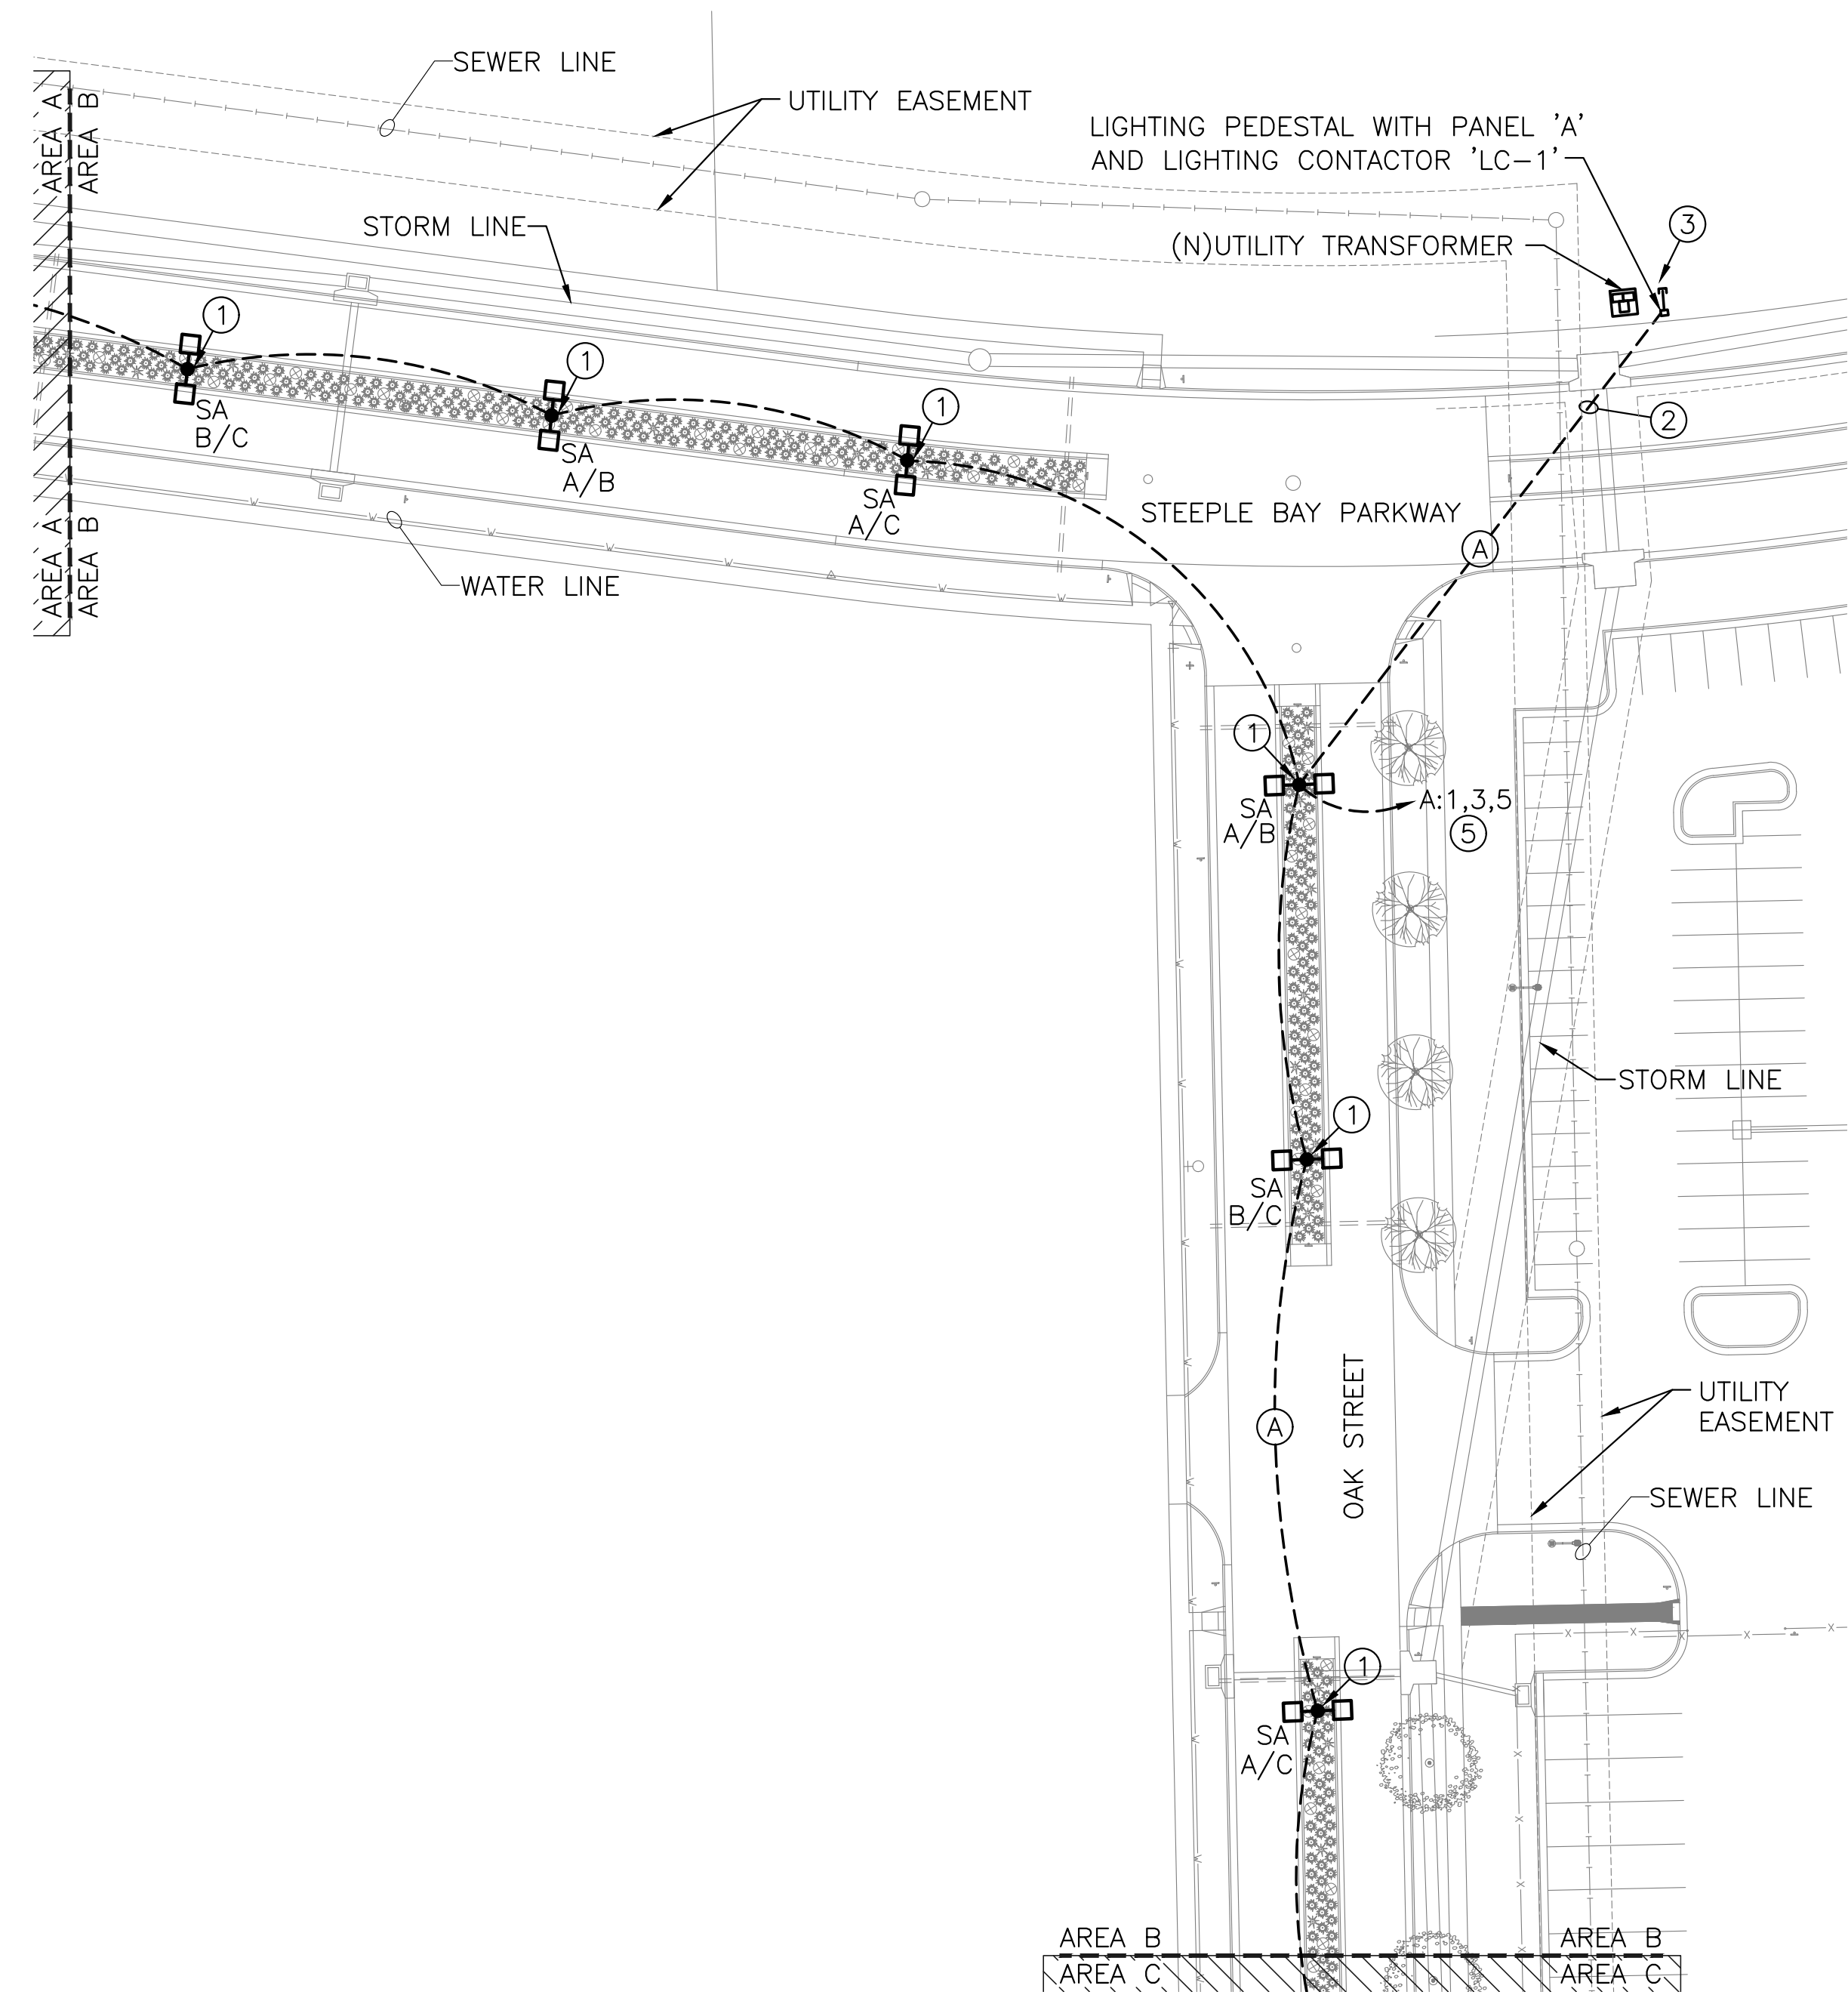 SEWER LINE
UTILITY EASEMENT
AREA A
AREA B
LIGHTING PEDESTAL WITH PANEL 'A'
AND LIGHTING CONTACTOR 'LC-1'
STORM LINE
(N)UTILITY TRANSFORMER
3
1
1
1
2
SA
B/C
SA
A/B
SA
A/C
STEEPLE BAY PARKWAY
A
AREA A
AREA B
WATER LINE
1
SA
A/B
A:1,3,5
5
STORM LINE
1
SA
B/C
OAK STREET
UTILITY
EASEMENT
A
SEWER LINE
1
SA
A/C
AREA B
AREA B
AREA C
AREA C